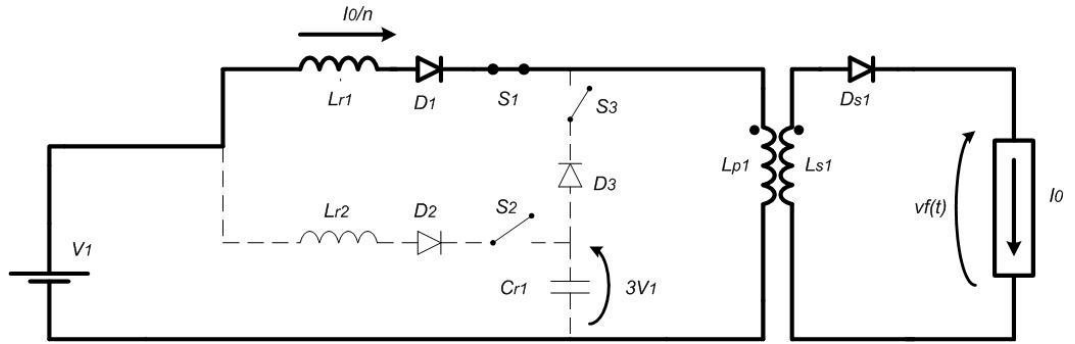 I0/n
Lr1
D1
S1
S3
Ds1
Lp1
Ls1
D3
vf(t)
I0
Lr2
D2
S2
V1
Cr1
3V1